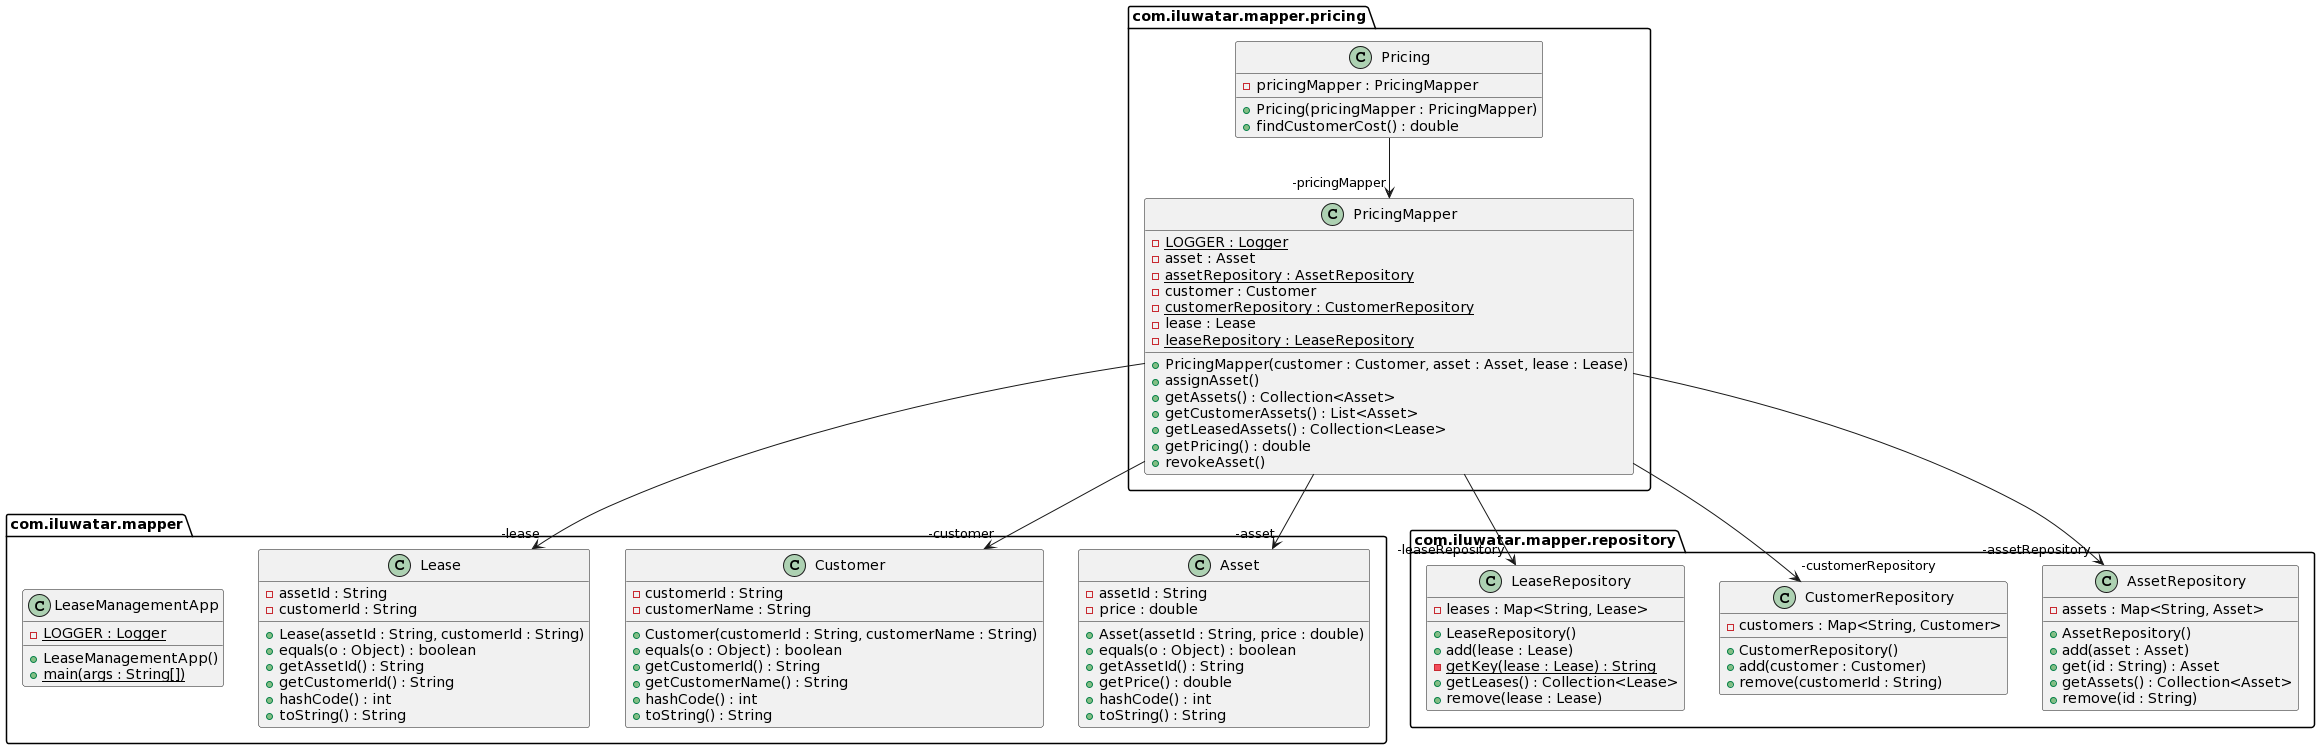 com.iluwatar.mapper.pricing
C Pricing
pricingMapper : PricingMapper
Pricing(pricingMapper : PricingMapper)
findCustomerCost() : double
-pricingMapper
C PricingMapper
LOGGER : Logger
asset : Asset
assetRepository : AssetRepository
customer : Customer
customerRepository : CustomerRepository
lease : Lease
leaseRepository : LeaseRepository
PricingMapper(customer : Customer, asset : Asset, lease : Lease)
assignAsset()
getAssets() : Collection<Asset>
getCustomerAssets() : List<Asset>
getLeasedAssets() : Collection<Lease>
getPricing() : double
revokeAsset()
com.iluwatar.mapper
-lease
-customer
-asset
C LeaseManagementApp
LOGGER : Logger
LeaseManagementApp()
main(args : String[])
C Lease
assetId : String
customerId : String
Lease(assetId : String, customerId : String)
equals(o : Object) : boolean
getAssetId() : String
getCustomerId() : String
hashCode() : int
toString() : String
C Customer
customerId : String
customerName : String
Customer(customerId : String, customerName : String)
equals(o : Object) : boolean
getCustomerId() : String
getCustomerName() : String
hashCode() : int
toString() : String
C Asset
assetId : String
price : double
Asset(assetId : String, price : double)
equals(o : Object) : boolean
getAssetId() : String
getPrice() : double
hashCode() : int
toString() : String
com.iluwatar.mapper.repository
-leaseRepository
-customerRepository
-assetRepository
C LeaseRepository
leases : Map<String, Lease>
LeaseRepository()
add(lease : Lease)
getKey(lease : Lease) : String
getLeases() : Collection<Lease>
remove(lease : Lease)
C CustomerRepository
customers : Map<String, Customer>
CustomerRepository()
add(customer : Customer)
remove(customerId : String)
C AssetRepository
assets : Map<String, Asset>
AssetRepository()
add(asset : Asset)
get(id : String) : Asset
getAssets() : Collection<Asset>
remove(id : String)